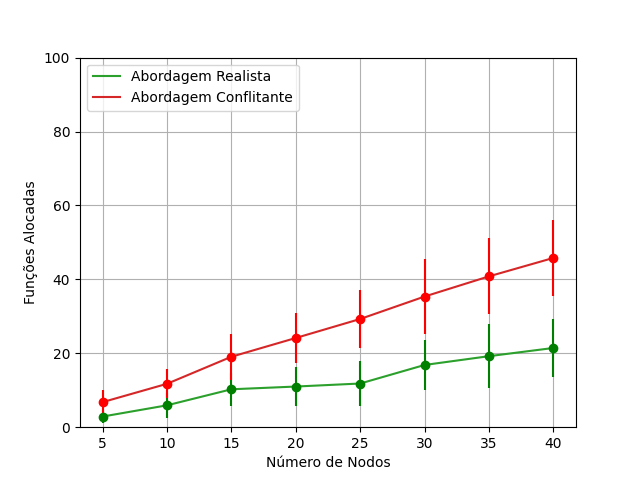 100
80
60
40
20
0
Funções Alocadas
Abordagem Realista
Abordagem Conflitante
5 10 15 20 25 30 35 40
Número de Nodos